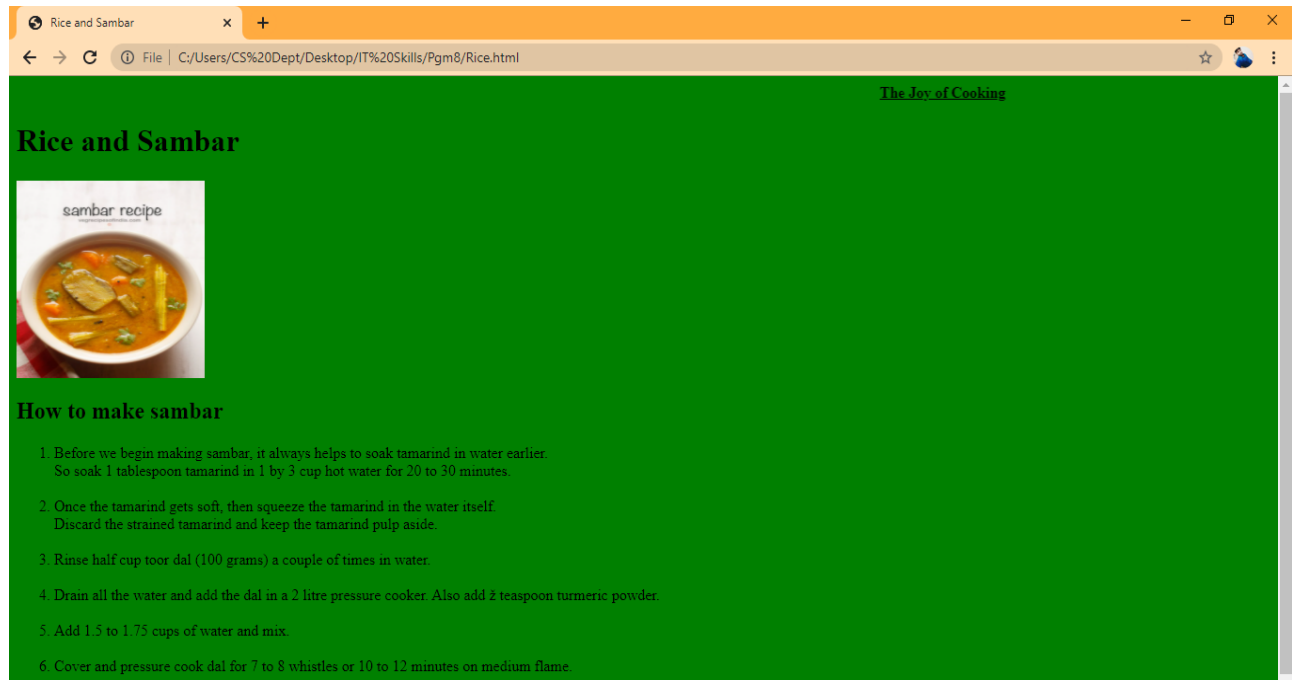 Rice and Sambar
File | C:/Users/CS%20Dept/Desktop/IT%20Skills/Pgm8/Rice.html
The Joy of Cooking
Rice and Sambar
sambar recipe
How to make sambar
1. Before we begin making sambar, it always helps to soak tamarind in water earlier.
So soak 1 tablespoon tamarind in 1 by 3 cup hot water for 20 to 30 minutes.
2. Once the tamarind gets soft, then squeeze the tamarind in the water itself.
Discard the strained tamarind and keep the tamarind pulp aside.
3. Rinse half cup toor dal (100 grams) a couple of times in water.
4. Drain all the water and add the dal in a 2 litre pressure cooker. Also add ž teaspoon turmeric powder.
5. Add 1.5 to 1.75 cups of water and mix.
6. Cover and pressure cook dal for 7 to 8 whistles or 10 to 12 minutes on medium flame.